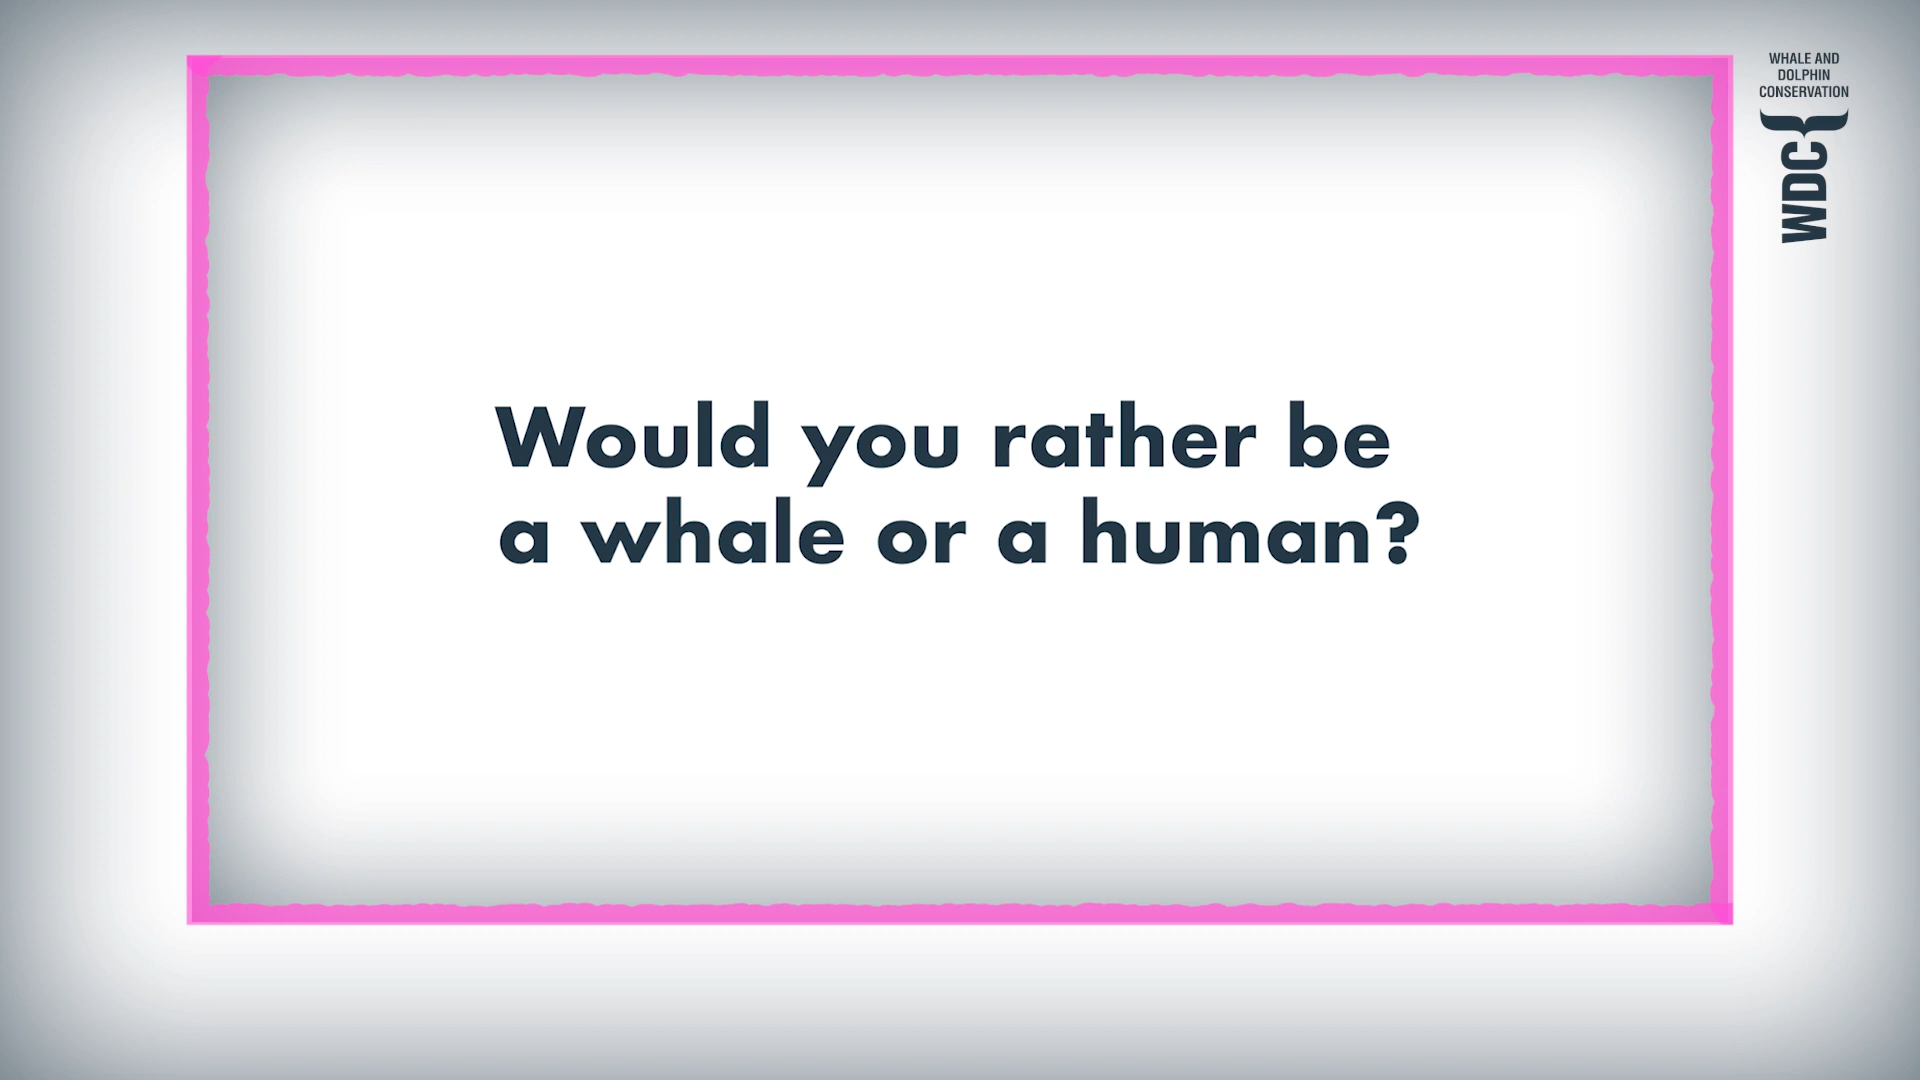 Would you rather be
a whale or a human?
WHALE AND
DOLPHIN
CONSERVATION
WDC